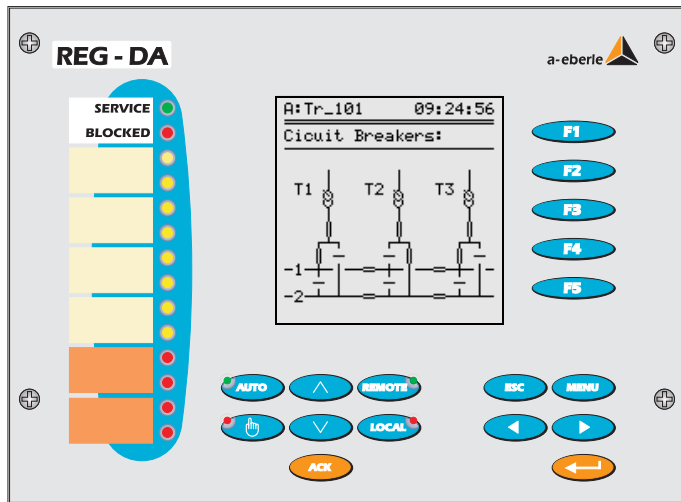 REG - DA
a-eberle
SERVICE
BLOCKED
A:Tr_101 09:24:56
Cicuit Breakers:
T1 T2 T3
-1
-2
F1
F2
F3
F4
F5
AUTO REMOTE ESC MENU
LOCAL
ACK